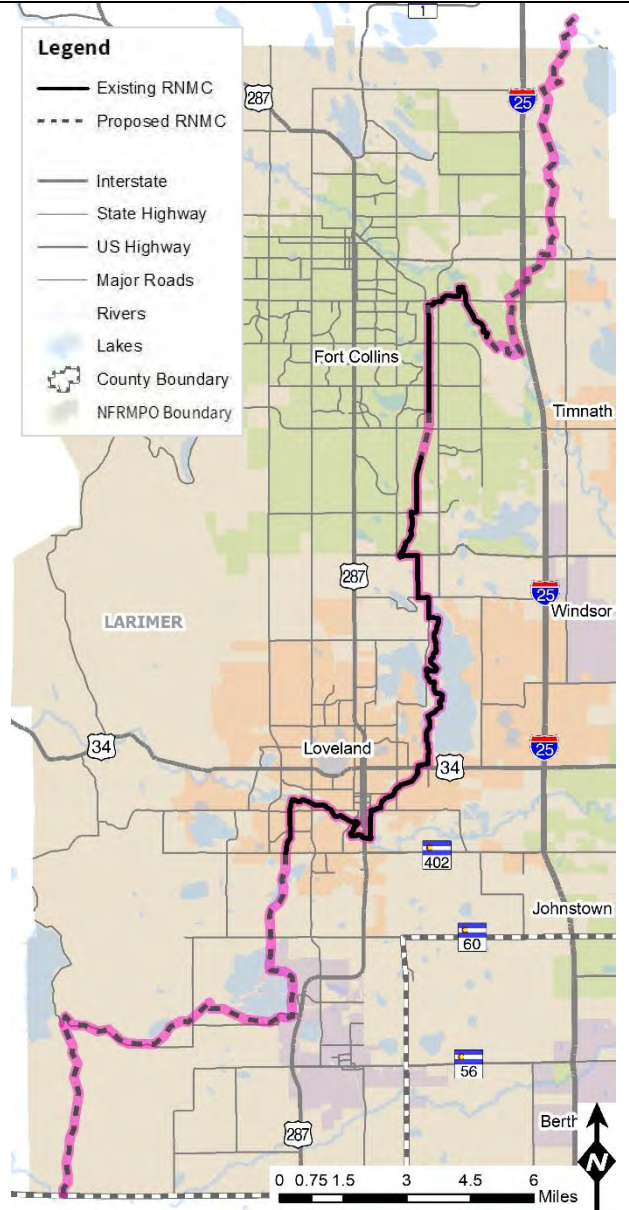 Legend
Existing RNMC
Proposed RNMC
Interstate
State Highway
US Highway
Major Roads
Rivers
Lakes
County Boundary
NFRMPO Boundary
1
287
25
Fort Collins
Timnath
287
25
Windsor
LARIMER
34
Loveland
34
25
402
Johnstown
60
56
287
Berth
N
0 0.75 1.5 3 4.5 6
Miles